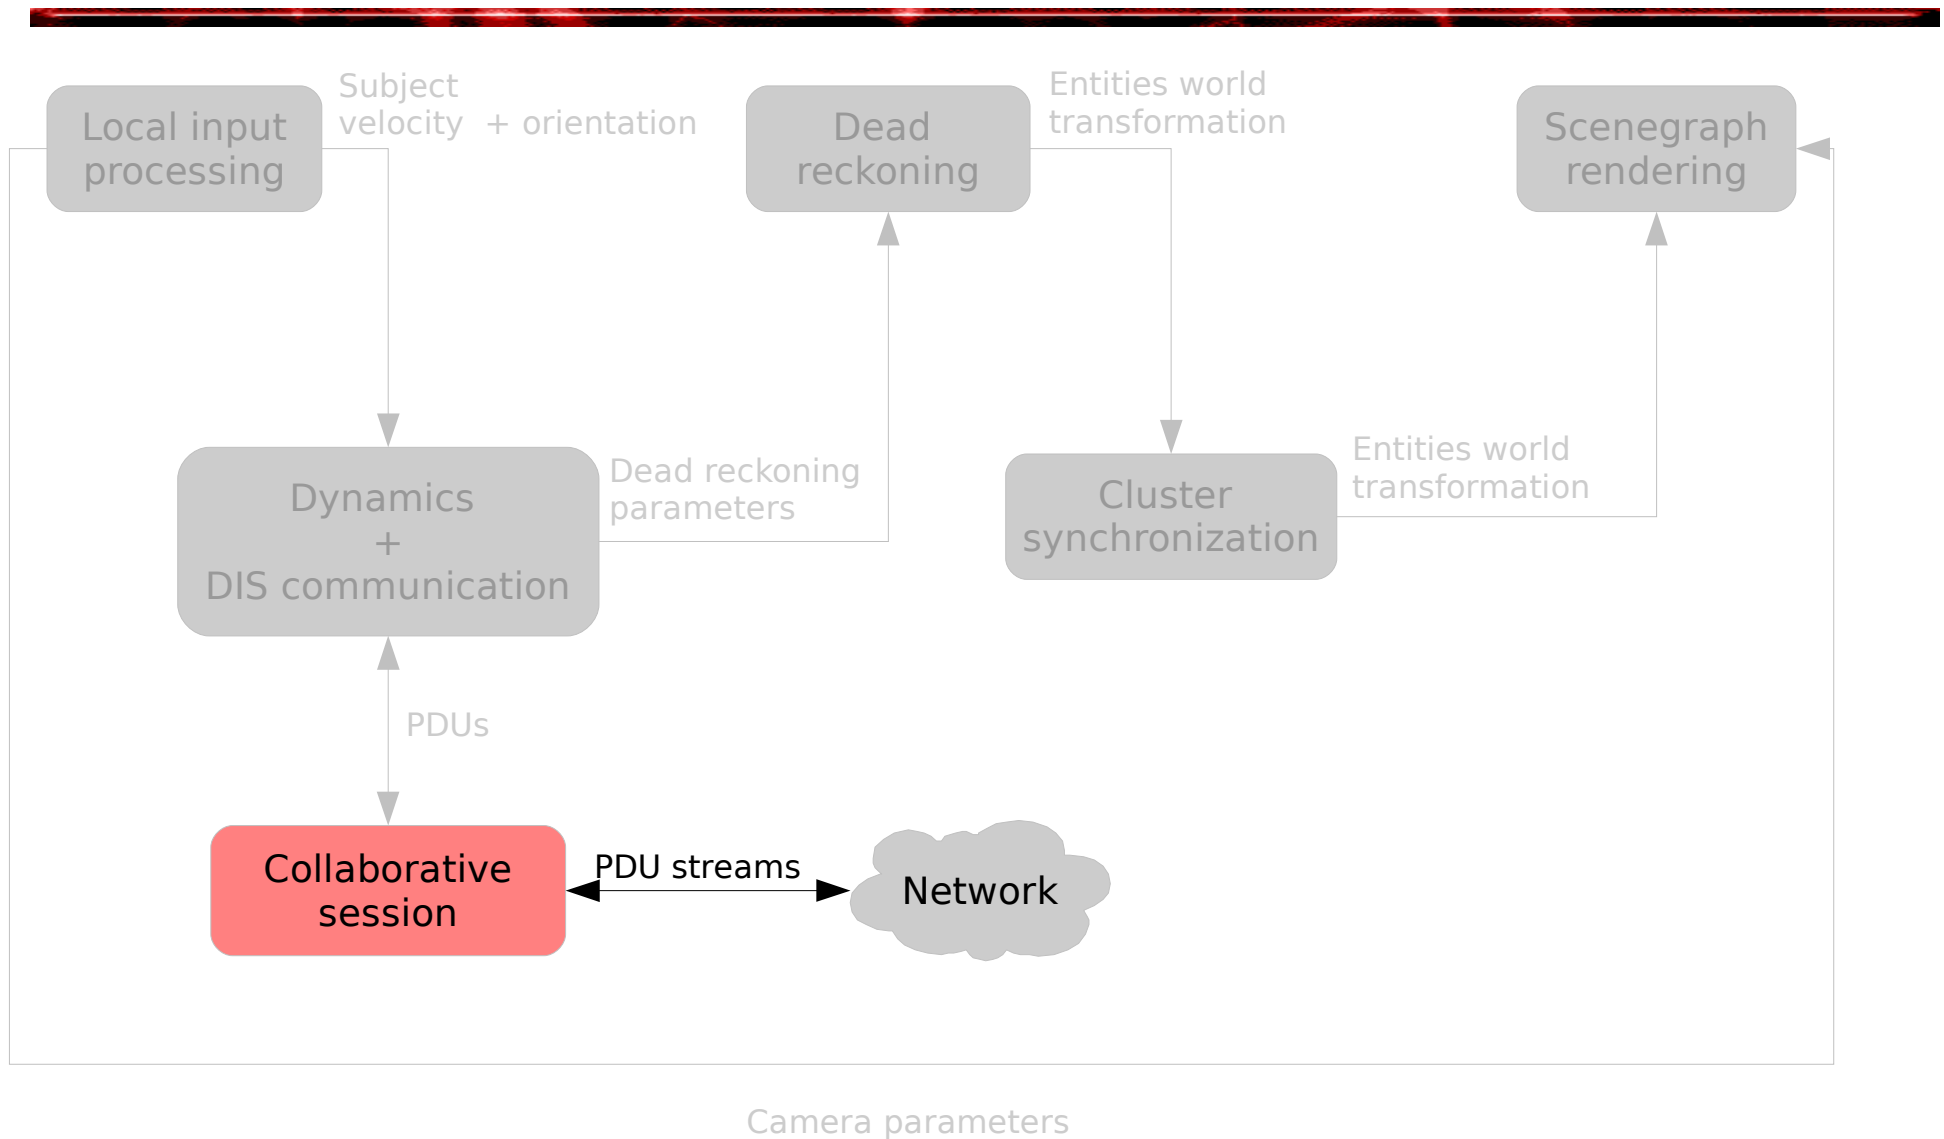 Local input
processing
Subject
velocity  + orientation
Dead
reckoning
Entities world
transformation
Scenegraph
rendering
Dynamics
+
DIS communication
Dead reckoning
parameters
Cluster
synchronization
Entities world
transformation
PDUs
Collaborative
session
PDU streams
Network
Camera parameters